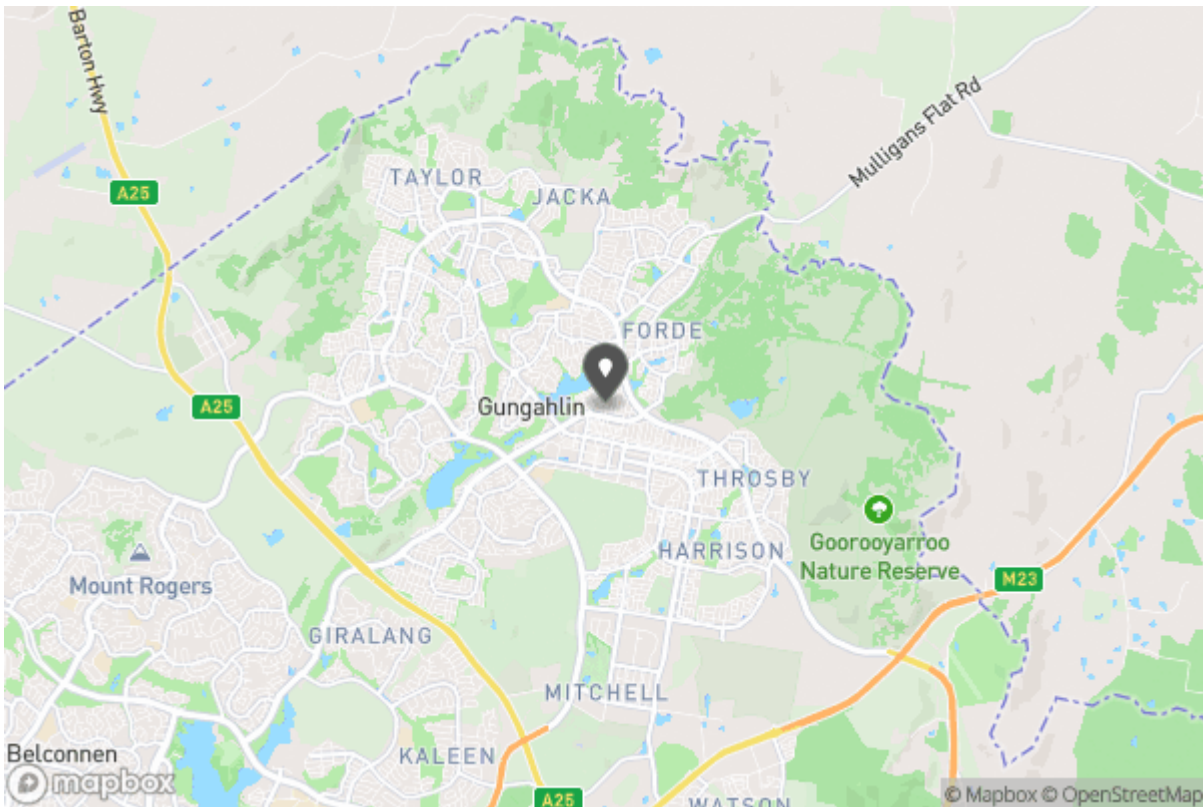 Barton Hwy
Mulligans Flat Rd
TAYLOR
JACKA
A25
FORDE
A25
Gungahlin
THROSBY
HARRISON
Goorooyarroo
Nature Reserve
M23
Mount Rogers
GIRALANG
MITCHELL
Belconnen
KALEEN
mapbox
A25
WATSON
© Mapbox © OpenStreetMap